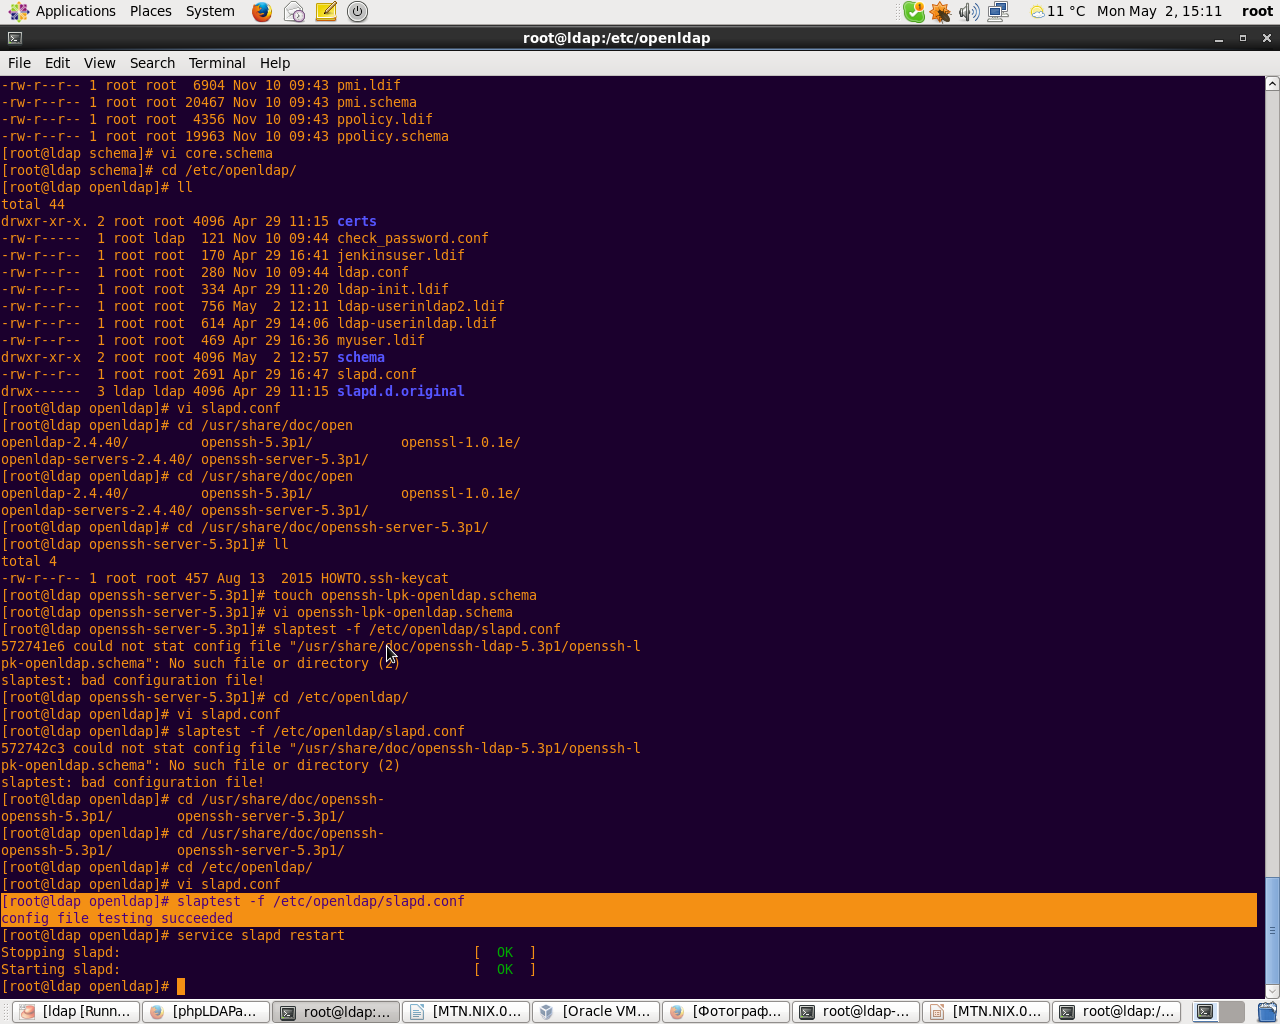 Applications Places System 11 °C Mon May 2, 15:11 root
root@ldap:/etc/openldap
File Edit View Search Terminal Help
-rw-r--r-- 1 root root  6904 Nov 10 09:43 pmi.ldif
-rw-r--r-- 1 root root 20467 Nov 10 09:43 pmi.schema
-rw-r--r-- 1 root root  4356 Nov 10 09:43 ppolicy.ldif
-rw-r--r-- 1 root root 19963 Nov 10 09:43 ppolicy.schema
[root@ldap schema]# vi core.schema
[root@ldap schema]# cd /etc/openldap/
[root@ldap openldap]# ll
total 44
drwxr-xr-x. 2 root root 4096 Apr 29 11:15 certs
-rw-r-----  1 root ldap  121 Nov 10 09:44 check_password.conf
-rw-r--r--  1 root root  170 Apr 29 16:41 jenkinsuser.ldif
-rw-r--r--  1 root root  280 Nov 10 09:44 ldap.conf
-rw-r--r--  1 root root  334 Apr 29 11:20 ldap-init.ldif
-rw-r--r--  1 root root  756 May  2 12:11 ldap-userinldap2.ldif
-rw-r--r--  1 root root  614 Apr 29 14:06 ldap-userinldap.ldif
-rw-r--r--  1 root root  469 Apr 29 16:36 myuser.ldif
drwxr-xr-x  2 root root 4096 May  2 12:57 schema
-rw-r--r--  1 root root 2691 Apr 29 16:47 slapd.conf
drwx------  3 ldap ldap 4096 Apr 29 11:15 slapd.d.original
[root@ldap openldap]# vi slapd.conf
[root@ldap openldap]# cd /usr/share/doc/open
openldap-2.4.40/         openssh-5.3p1/           openssl-1.0.1e/
openldap-servers-2.4.40/ openssh-server-5.3p1/
[root@ldap openldap]# cd /usr/share/doc/open
openldap-2.4.40/         openssh-5.3p1/           openssl-1.0.1e/
openldap-servers-2.4.40/ openssh-server-5.3p1/
[root@ldap openldap]# cd /usr/share/doc/openssh-server-5.3p1/
[root@ldap openssh-server-5.3p1]# ll
total 4
-rw-r--r-- 1 root root 457 Aug 13  2015 HOWTO.ssh-keycat
[root@ldap openssh-server-5.3p1]# touch openssh-lpk-openldap.schema
[root@ldap openssh-server-5.3p1]# vi openssh-lpk-openldap.schema
[root@ldap openssh-server-5.3p1]# slaptest -f /etc/openldap/slapd.conf
572741e6 could not stat config file "/usr/share/doc/openssh-ldap-5.3p1/openssh-l
pk-openldap.schema": No such file or directory (2)
slaptest: bad configuration file!
[root@ldap openssh-server-5.3p1]# cd /etc/openldap/
[root@ldap openldap]# vi slapd.conf
[root@ldap openldap]# slaptest -f /etc/openldap/slapd.conf
572742c3 could not stat config file "/usr/share/doc/openssh-ldap-5.3p1/openssh-l
pk-openldap.schema": No such file or directory (2)
slaptest: bad configuration file!
[root@ldap openldap]# cd /usr/share/doc/openssh-
openssh-5.3p1/        openssh-server-5.3p1/
[root@ldap openldap]# cd /usr/share/doc/openssh-
openssh-5.3p1/        openssh-server-5.3p1/
[root@ldap openldap]# cd /etc/openldap/
[root@ldap openldap]# vi slapd.conf
[root@ldap openldap]# slaptest -f /etc/openldap/slapd.conf
config file testing succeeded
[root@ldap openldap]# service slapd restart
Stopping slapd:                                            [  OK  ]
Starting slapd:                                            [  OK  ]
[root@ldap openldap]#
[ldap [Runn... [phpLDAPa... root@ldap:... [MTN.NIX.0... [Oracle VM... [Фотограф... root@ldap-... [MTN.NIX.0... root@ldap:/...